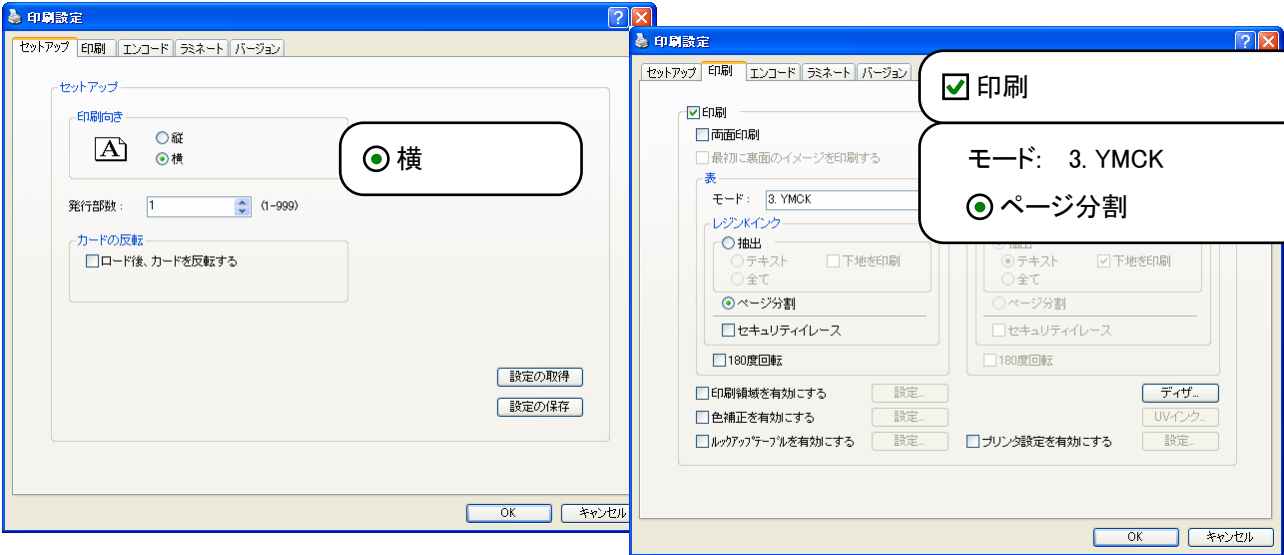 印刷設定
セットアップ 印刷 エンコード ラミネート バージョン
セットアップ
印刷向き
A
縦
横
横
発行部数： 1 (1-999)
カードの反転
ロード後、カードを反転する
設定の取得
設定の保存
OK キャンセル
印刷設定
セットアップ 印刷 エンコード ラミネート バージョン
印刷
印刷
両面印刷
最初に裏面のイメージを印刷する
モード: 3. YMCK
ページ分割
表
モード： 3. YMCK
レジンKインク
抽出
テキスト 下地を印刷
全て
ページ分割
セキュリティイレース
180度回転
テキスト 下地を印刷
全て
ページ分割
セキュリティイレース
180度回転
印刷領域を有効にする 設定...
色補正を有効にする 設定...
ルックアップテーブルを有効にする 設定...
ディザ...
UVインク...
プリンタ設定を有効にする 設定...
OK キャンセル